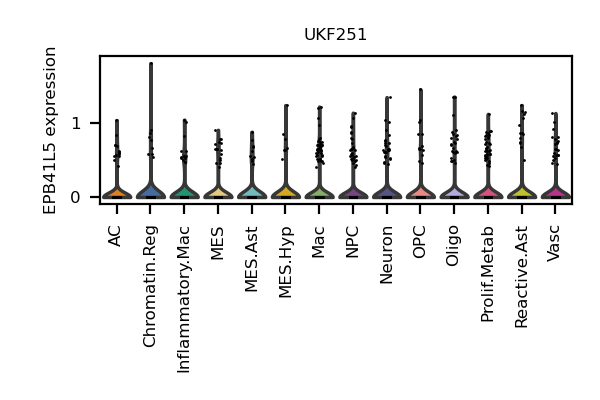 UKF251
EPB41L5 expression
1
0
AC
Chromatin.Reg
Inflammatory.Mac
MES
MES.Ast
MES.Hyp
Mac
NPC
Neuron
OPC
Oligo
Prolif.Metab
Reactive.Ast
Vasc